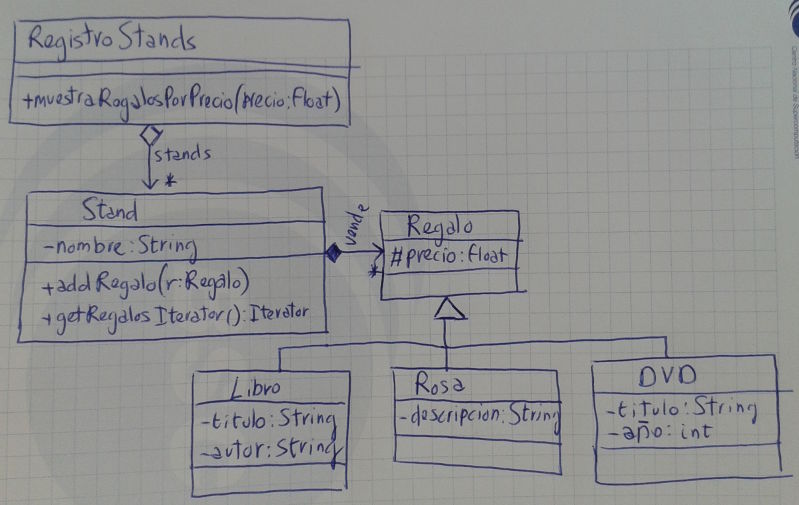 RegistroStands
+muestraRegalosPorPrecio(precio:Float)
stands
*
Stand
-nombre:String
+addRegalo(r:Regalo)
+getRegalosIterator():Iterator
vende
*
Regalo
#precio:float
Libro
-titulo:String
-autor:String
Rosa
-descripcion:String
DVD
-titulo:String
-año:int
Centro Nacional de Supercomputación